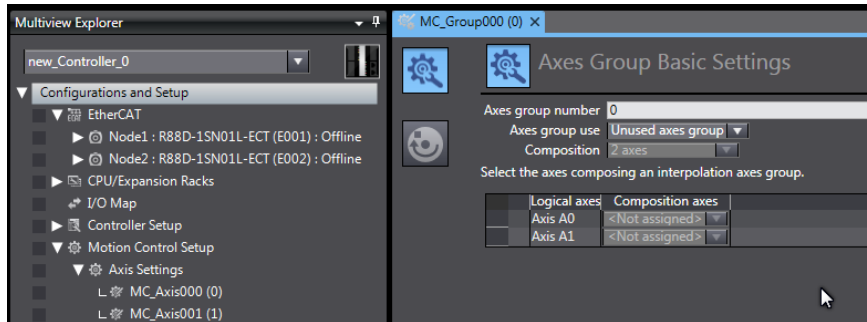 Multiview Explorer
new_Controller_0
Configurations and Setup
EtherCAT
Node1 : R88D-1SN01L-ECT (E001) : Offline
Node2 : R88D-1SN01L-ECT (E002) : Offline
CPU/Expansion Racks
I/O Map
Controller Setup
Motion Control Setup
Axis Settings
MC_Axis000 (0)
MC_Axis001 (1)
MC_Group000 (0)
Axes Group Basic Settings
Axes group number 0
Axes group use Unused axes group
Composition 2 axes
Select the axes composing an interpolation axes group.
Logical axes Composition axes
Axis A0 <Not assigned>
Axis A1 <Not assigned>